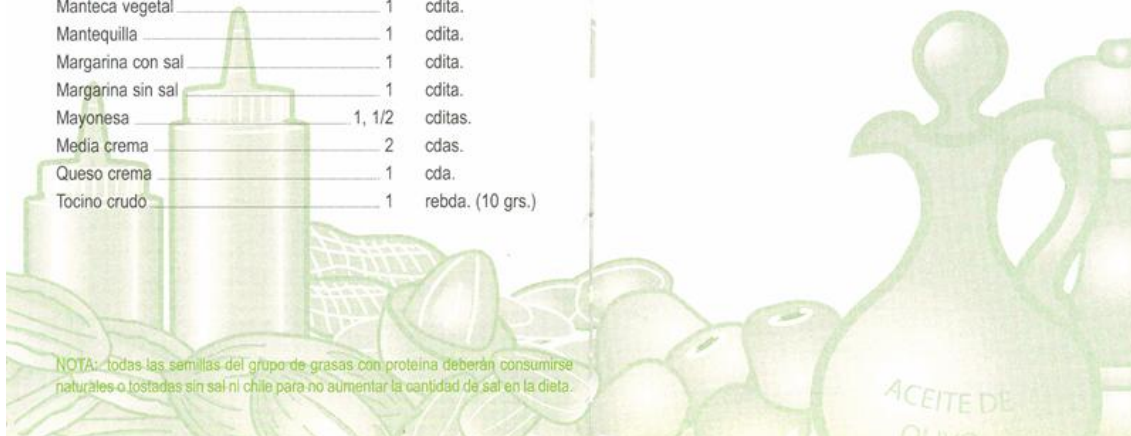 Manteca vegetal 1 cdita.
Mantequilla 1 cdita.
Margarina con sal 1 cdita.
Margarina sin sal 1 cdita.
Mayonesa 1, 1/2 cditas.
Media crema 2 cdas.
Queso crema 1 cda.
Tocino crudo 1 rebda. (10 grs.)
NOTA: todas las semillas del grupo de grasas con proteína deberán consumirse
naturales o tostadas sin sal ni chile para no aumentar la cantidad de sal en la dieta.
ACEITE DE